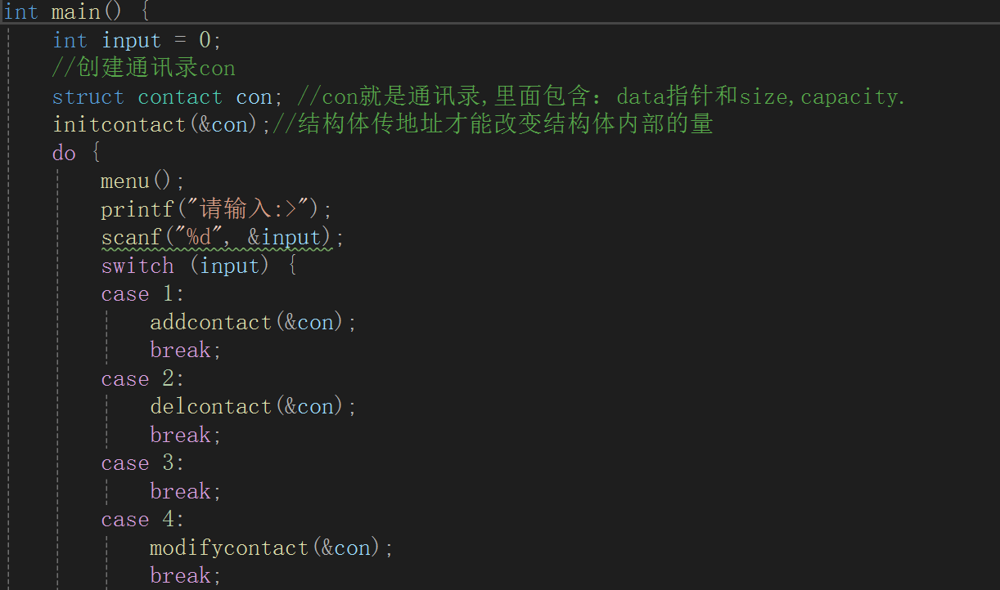 int main() {
int input = 0;
//创建通讯录con
struct contact con; //con就是通讯录,里面包含：data指针和size,capacity.
initcontact(&con);//结构体传地址才能改变结构体内部的量
do {
menu();
printf("请输入:>");
scanf("%d", &input);
switch (input) {
case 1:
addcontact(&con);
break;
case 2:
delcontact(&con);
break;
case 3:
break;
case 4:
modifycontact(&con);
break;